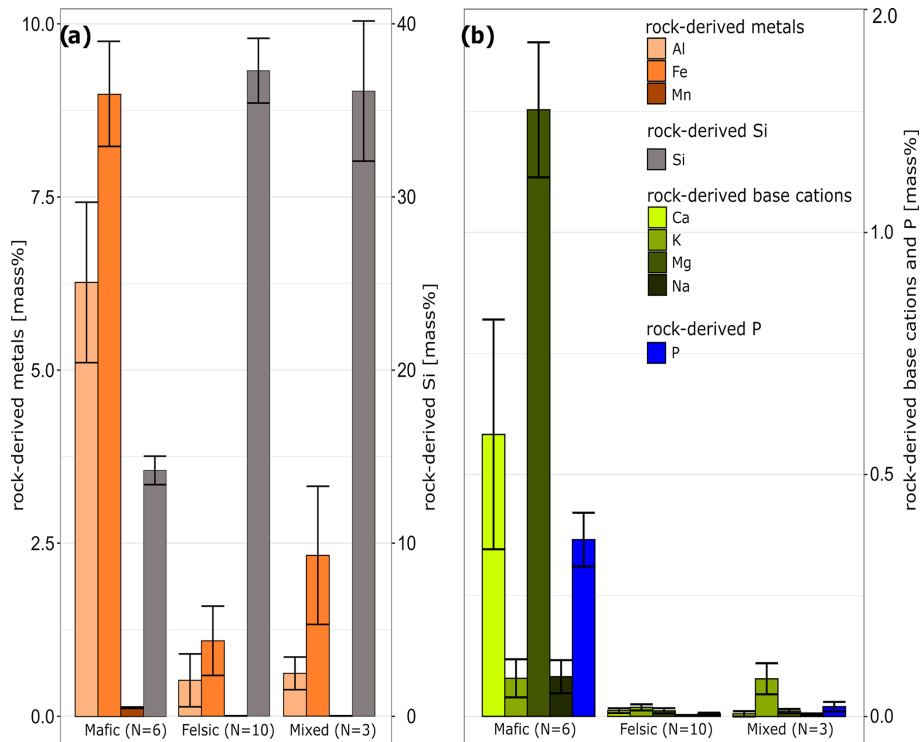 (a)
rock-derived metals [mass%]
10.0
7.5
5.0
2.5
0.0
40
30
20
10
0
rock-derived Si [mass%]
Mafic (N=6)
Felsic (N=10)
Mixed (N=3)
(b)
rock-derived metals
Al
Fe
Mn
rock-derived Si
Si
rock-derived base cations
Ca
K
Mg
Na
rock-derived P
P
2.0
1.0
0.5
0.0
rock-derived base cations and P [mass%]
Mafic (N=6)
Felsic (N=10)
Mixed (N=3)